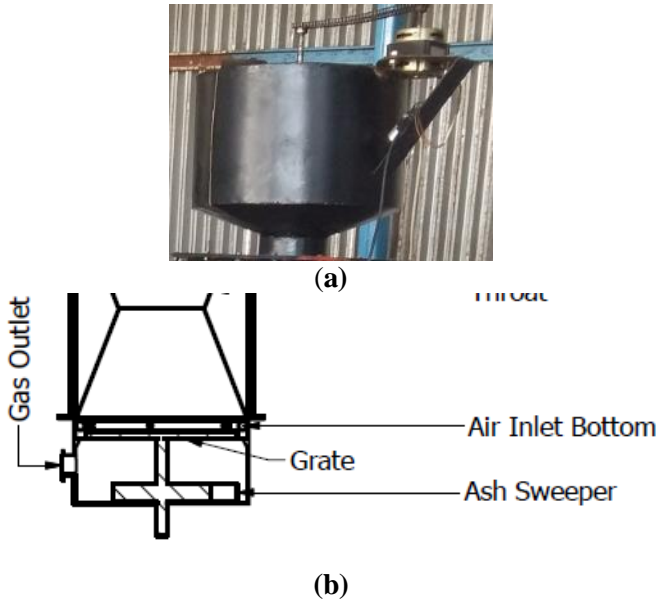 (a)
Throat
Gas Outlet
Air Inlet Bottom
Grate
Ash Sweeper
(b)